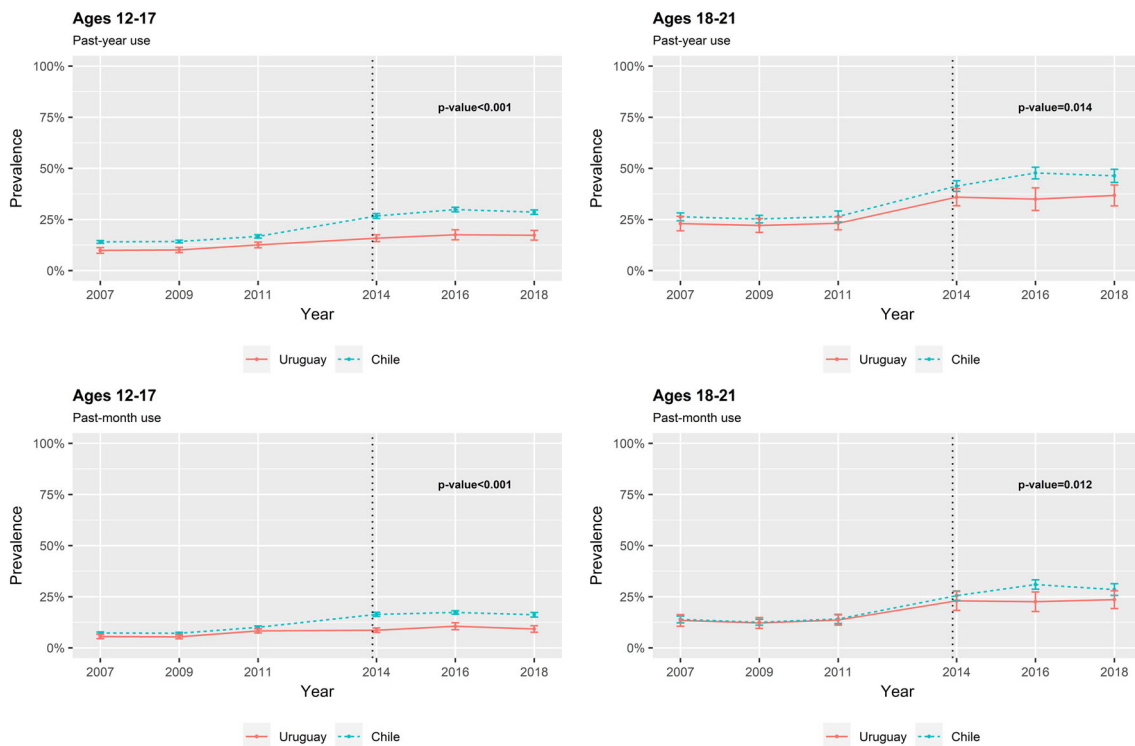 Ages 12-17
Past-year use
100%
75%
50%
25%
0%
Prevalence
p-value<0.001
2007 2009 2011 2014 2016 2018
Year
Uruguay Chile
Ages 18-21
Past-year use
100%
75%
50%
25%
0%
Prevalence
p-value=0.014
2007 2009 2011 2014 2016 2018
Year
Uruguay Chile
Ages 12-17
Past-month use
100%
75%
50%
25%
0%
Prevalence
p-value<0.001
2007 2009 2011 2014 2016 2018
Year
Uruguay Chile
Ages 18-21
Past-month use
100%
75%
50%
25%
0%
Prevalence
p-value=0.012
2007 2009 2011 2014 2016 2018
Year
Uruguay Chile